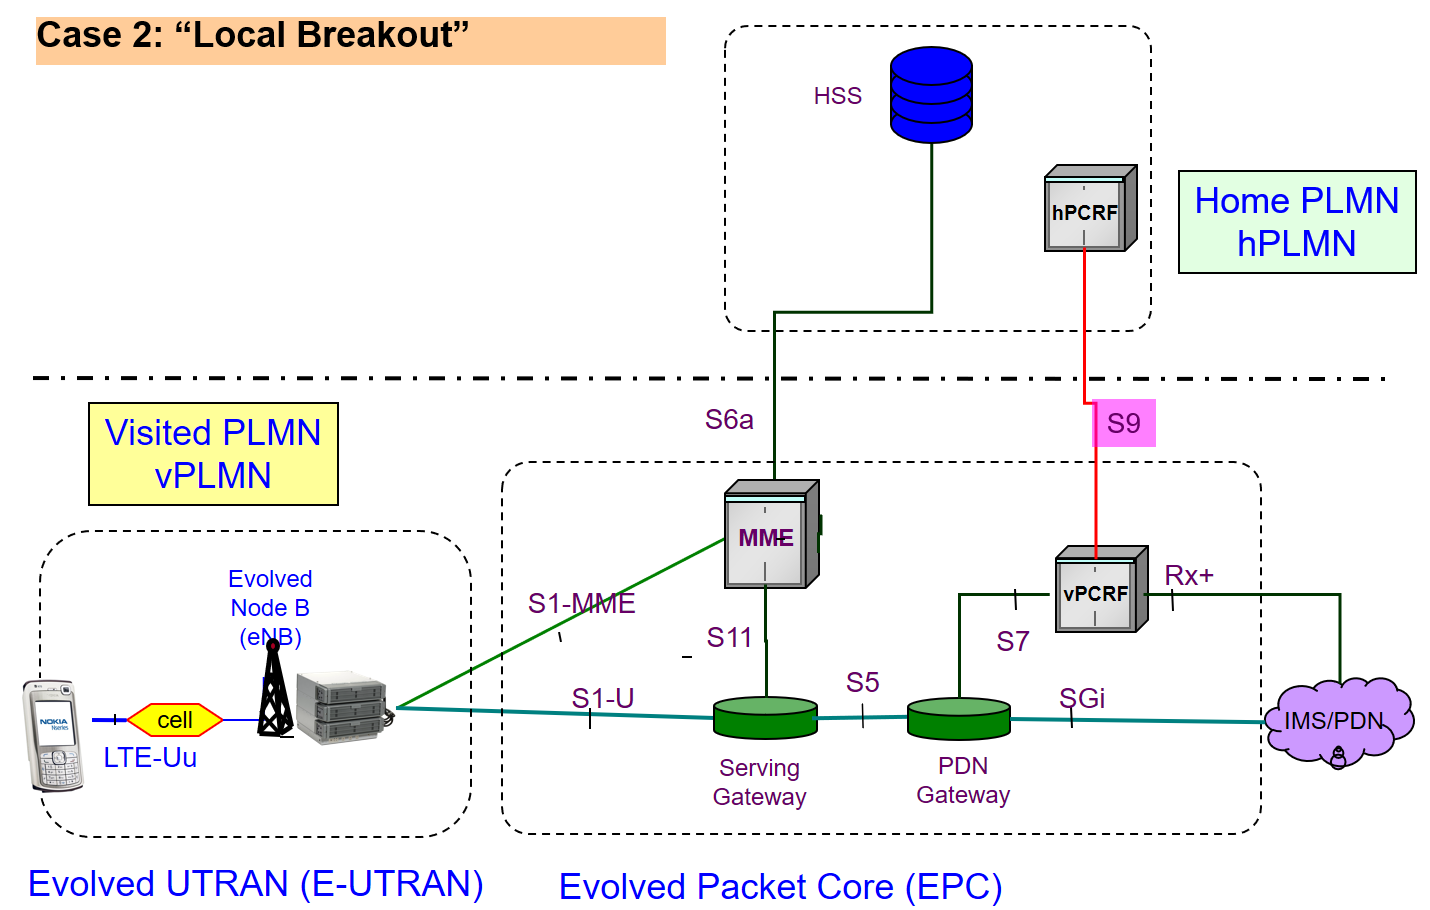 Case 2: “Local Breakout”
HSS
hPCRF
Home PLMN
hPLMN
S6a
S9
Visited PLMN
vPLMN
Evolved
Node B
(eNB)
MME
vPCRF
Rx+
S1-MME
S11
S7
S1-U
S5
SGi
NOKIA
Nseries
cell
IMS/PDN
LTE-Uu
Serving
Gateway
PDN
Gateway
Evolved UTRAN (E-UTRAN)
Evolved Packet Core (EPC)